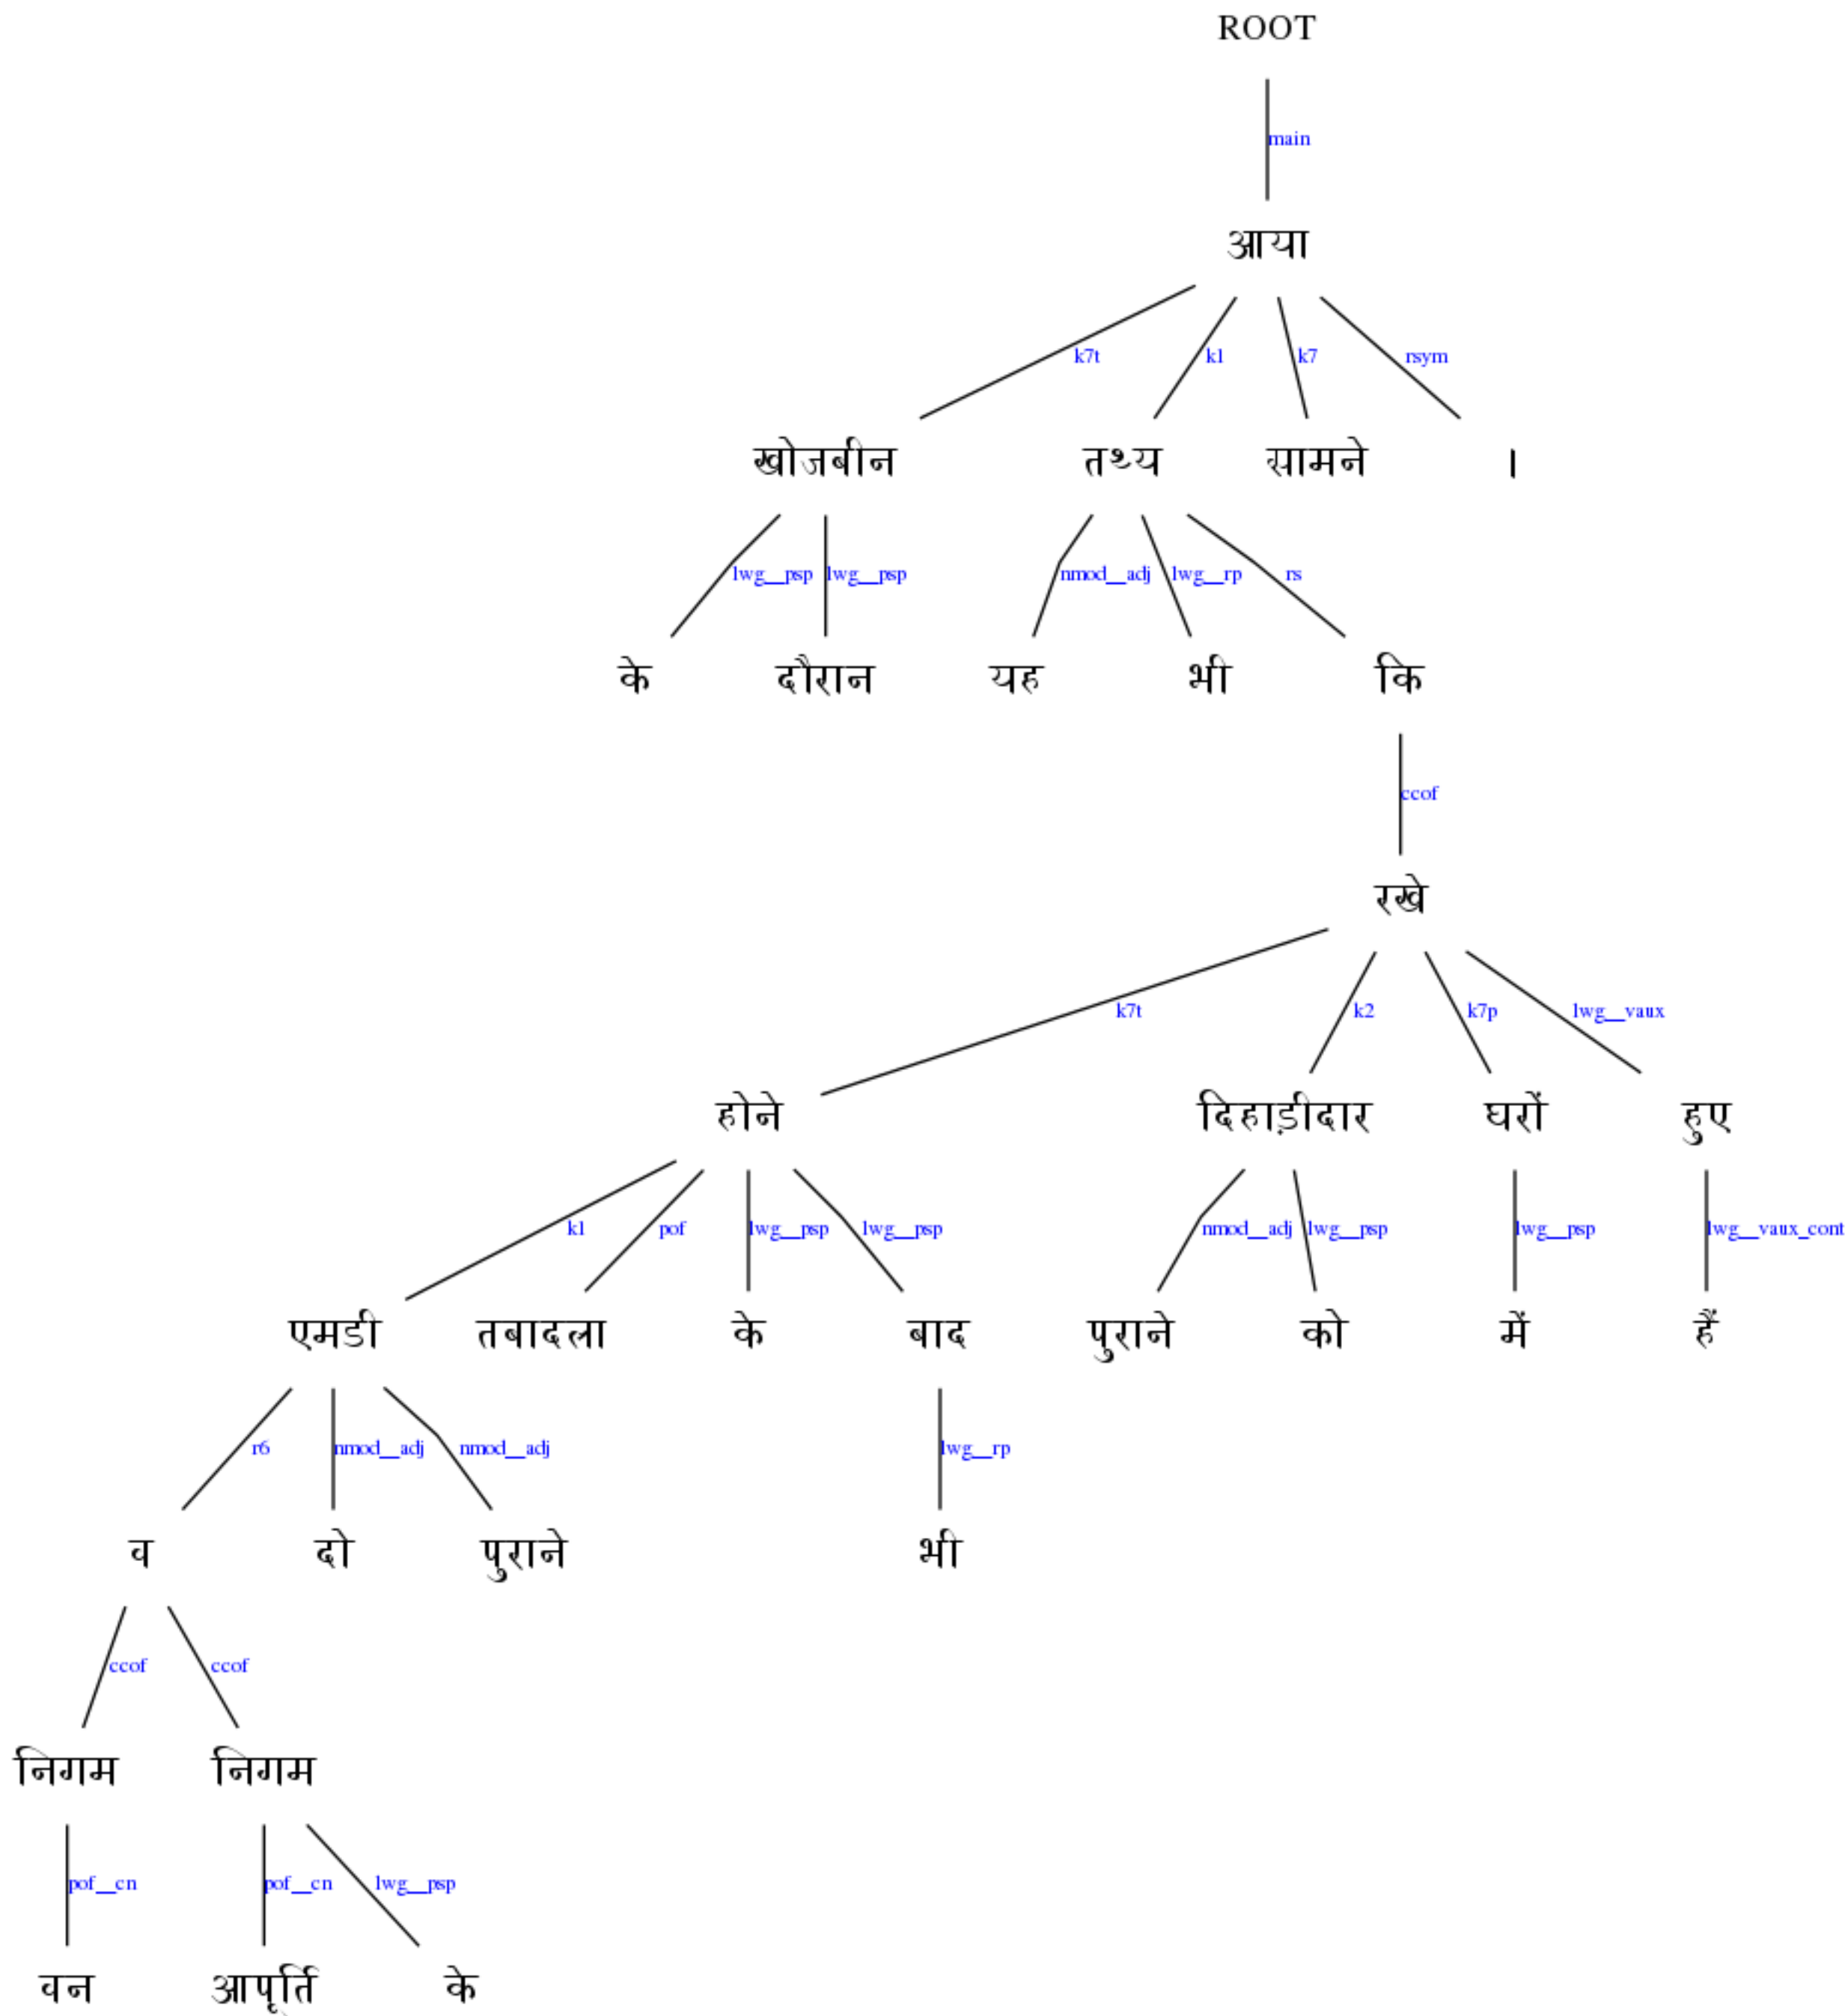 ROOT
main
आया
k7t k1 k7 rsym
खोजबीन तथ्य सामने ।
lwg__psp lwg__psp nmod__adj lwg__rp rs
के दौरान यह भी कि
ccof
रखे
k7t k2 k7p lwg__vaux
होने दिहाड़ीदार घरों हुए
k1 pof lwg__psp lwg__psp nmod__adj lwg__psp lwg__psp lwg__vaux_cont
एमडी तबादला के बाद पुराने को में हैं
r6 nmod__adj nmod__adj lwg__rp
व दो पुराने भी
ccof ccof
निगम निगम
pof__cn pof__cn lwg__psp
वन आपूर्ति के